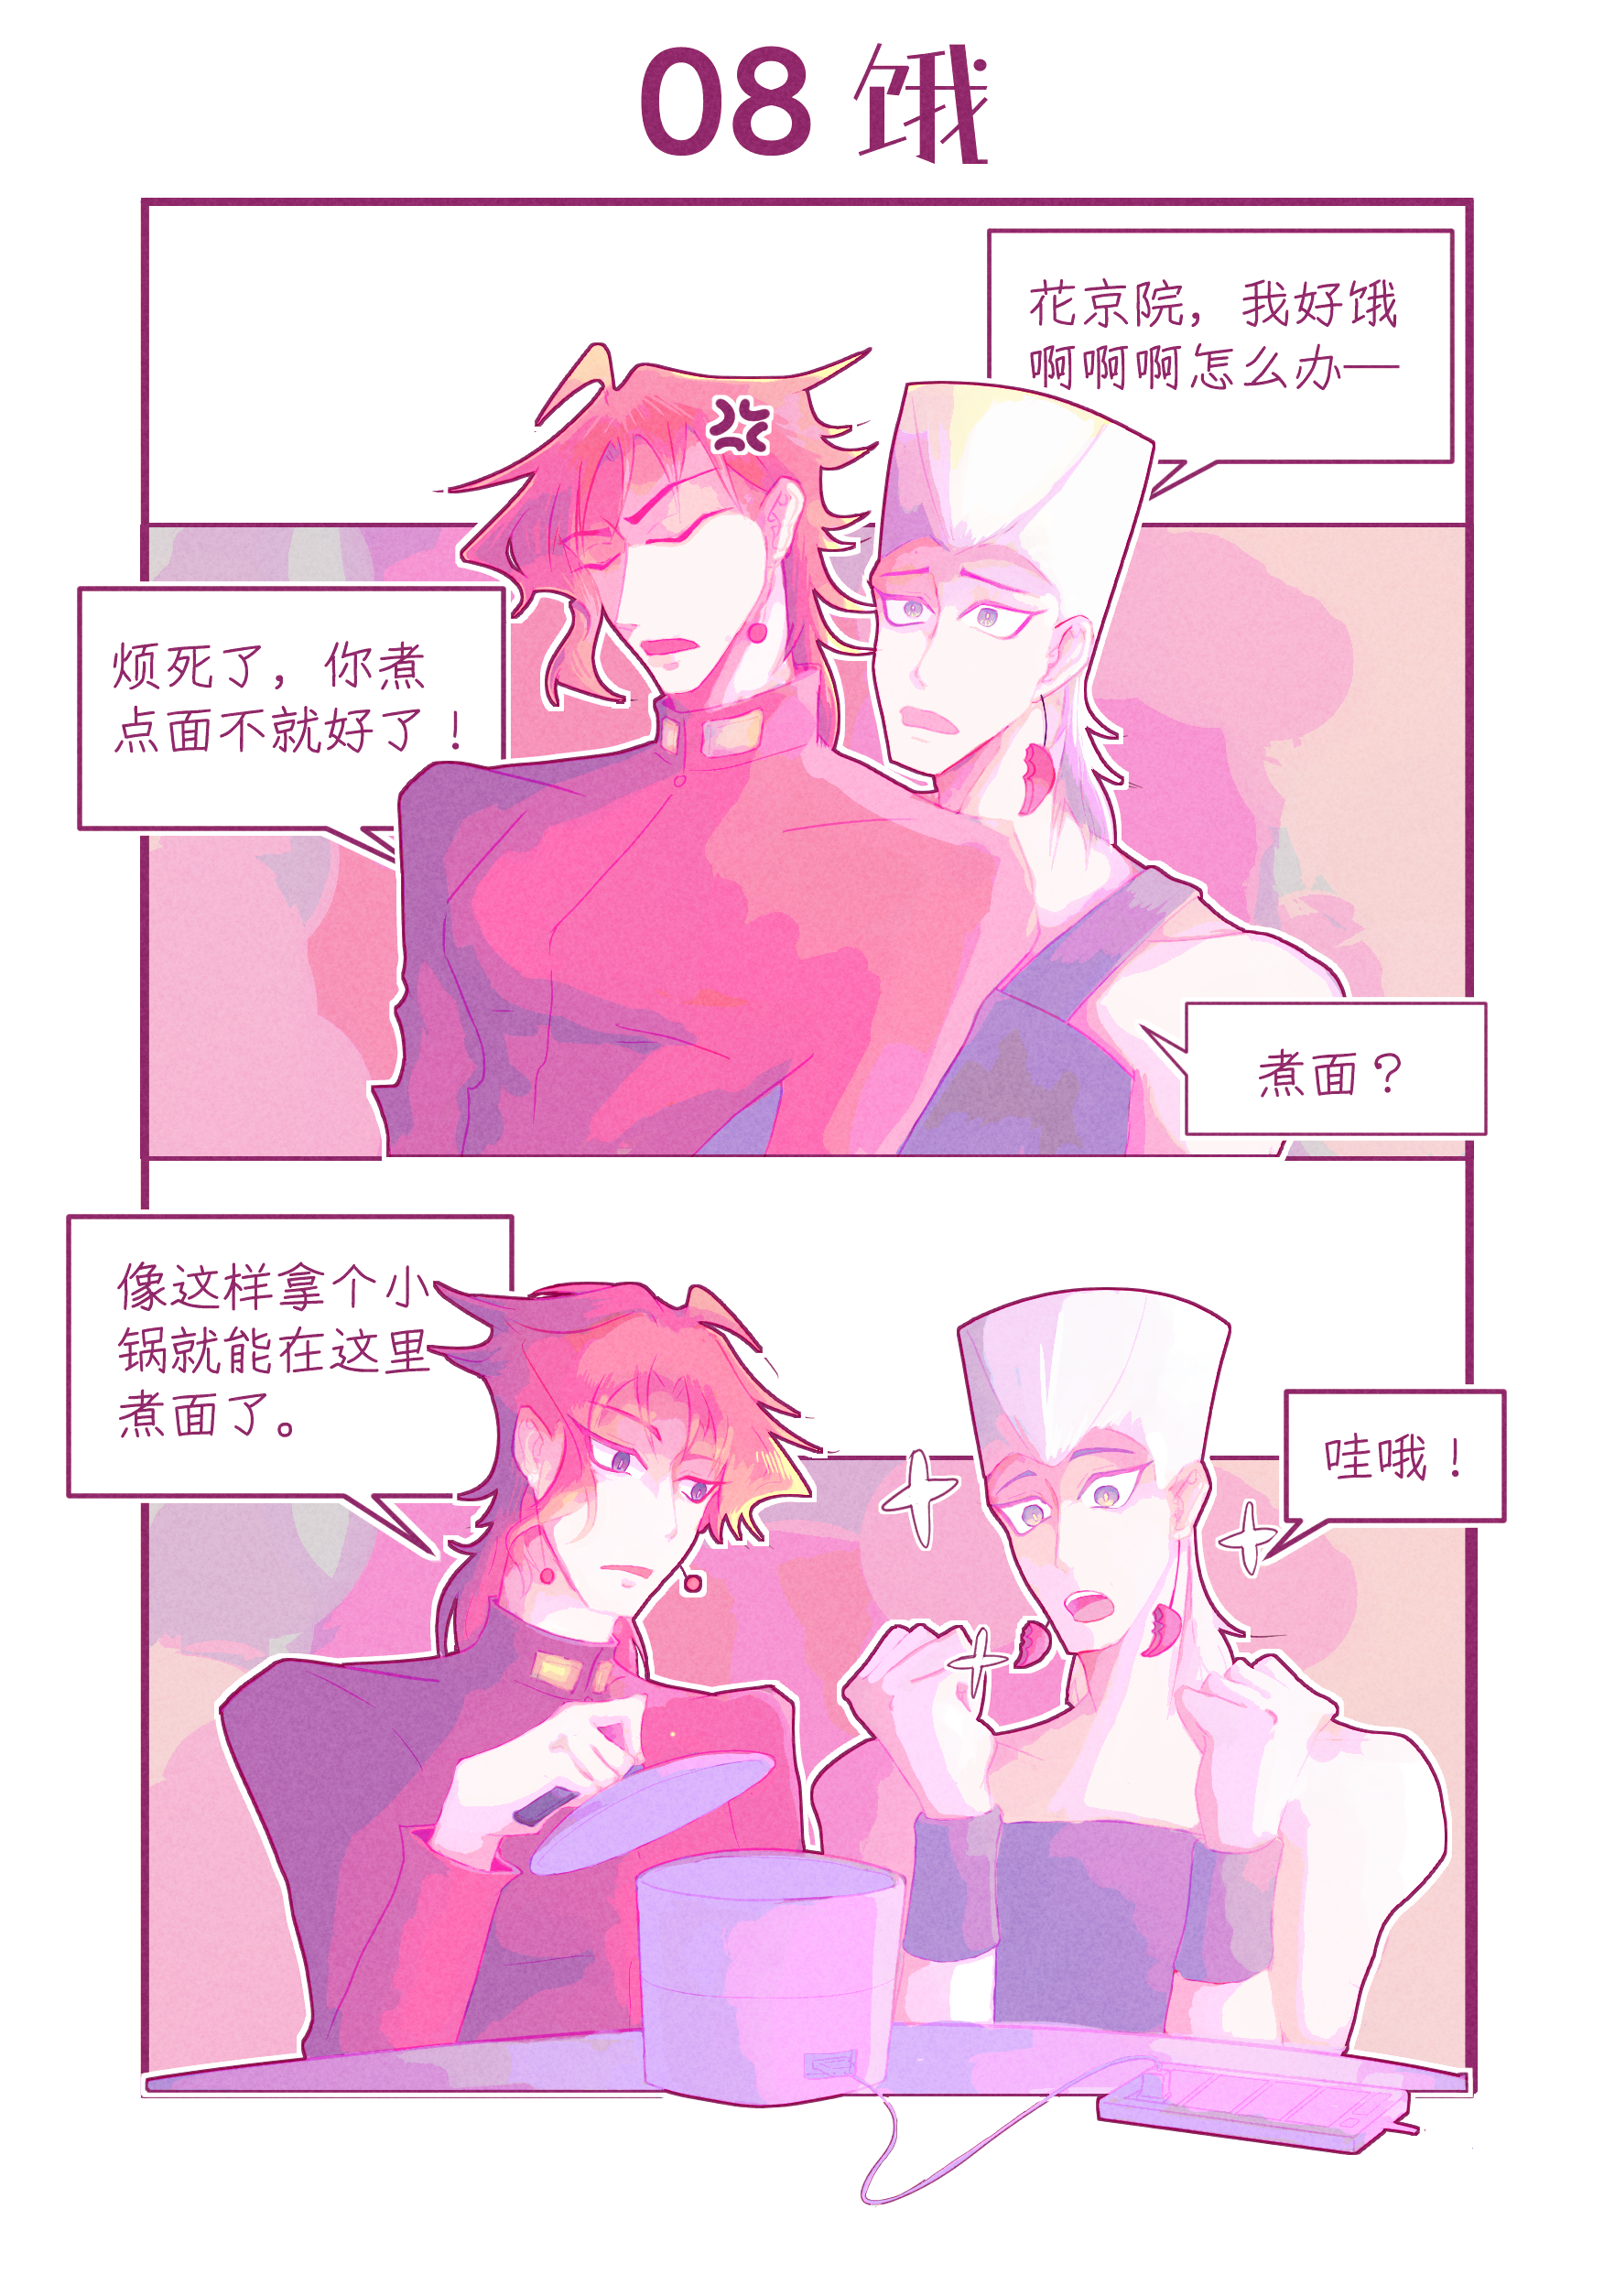 08 饿
花京院，我好饿
啊啊啊怎么办—
烦死了，你煮
点面不就好了！
煮面？
像这样拿个小
锅就能在这里
煮面了。
哇哦！